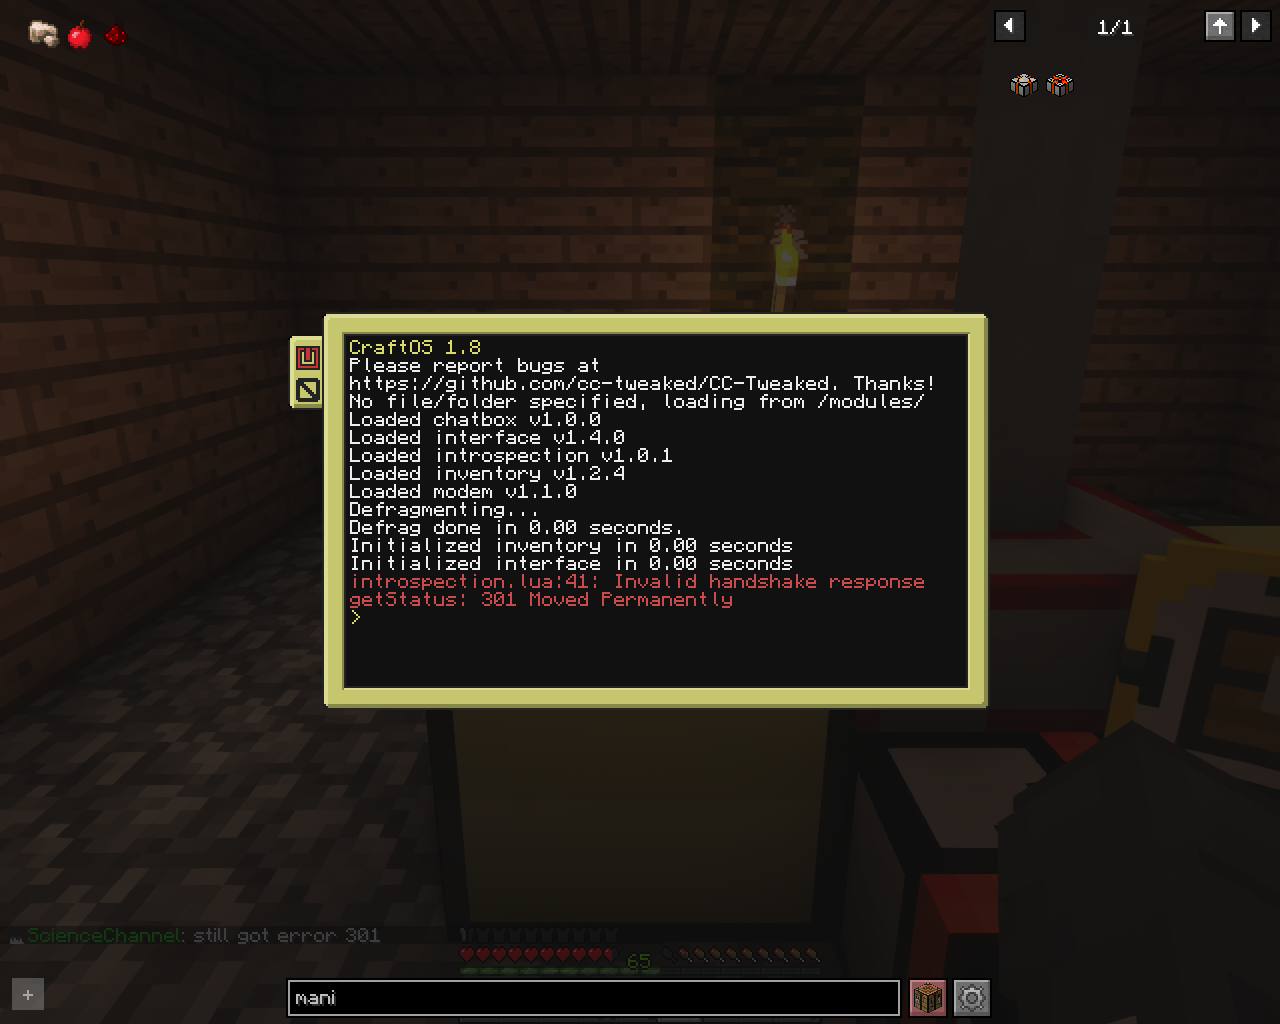 1/1
CraftOS 1.8
Please report bugs at
https://github.com/cc-tweaked/CC-Tweaked. Thanks!
No file/folder specified, loading from /modules/
Loaded chatbox v1.0.0
Loaded interface v1.4.0
Loaded introspection v1.0.1
Loaded inventory v1.2.4
Loaded modem v1.1.0
Defragmenting...
Defrag done in 0.00 seconds.
Initialized inventory in 0.00 seconds
Initialized interface in 0.00 seconds
introspection.lua:41: Invalid handshake response
getStatus: 301 Moved Permanently
>
ScienceChannel: still got error 301
65
+
mani